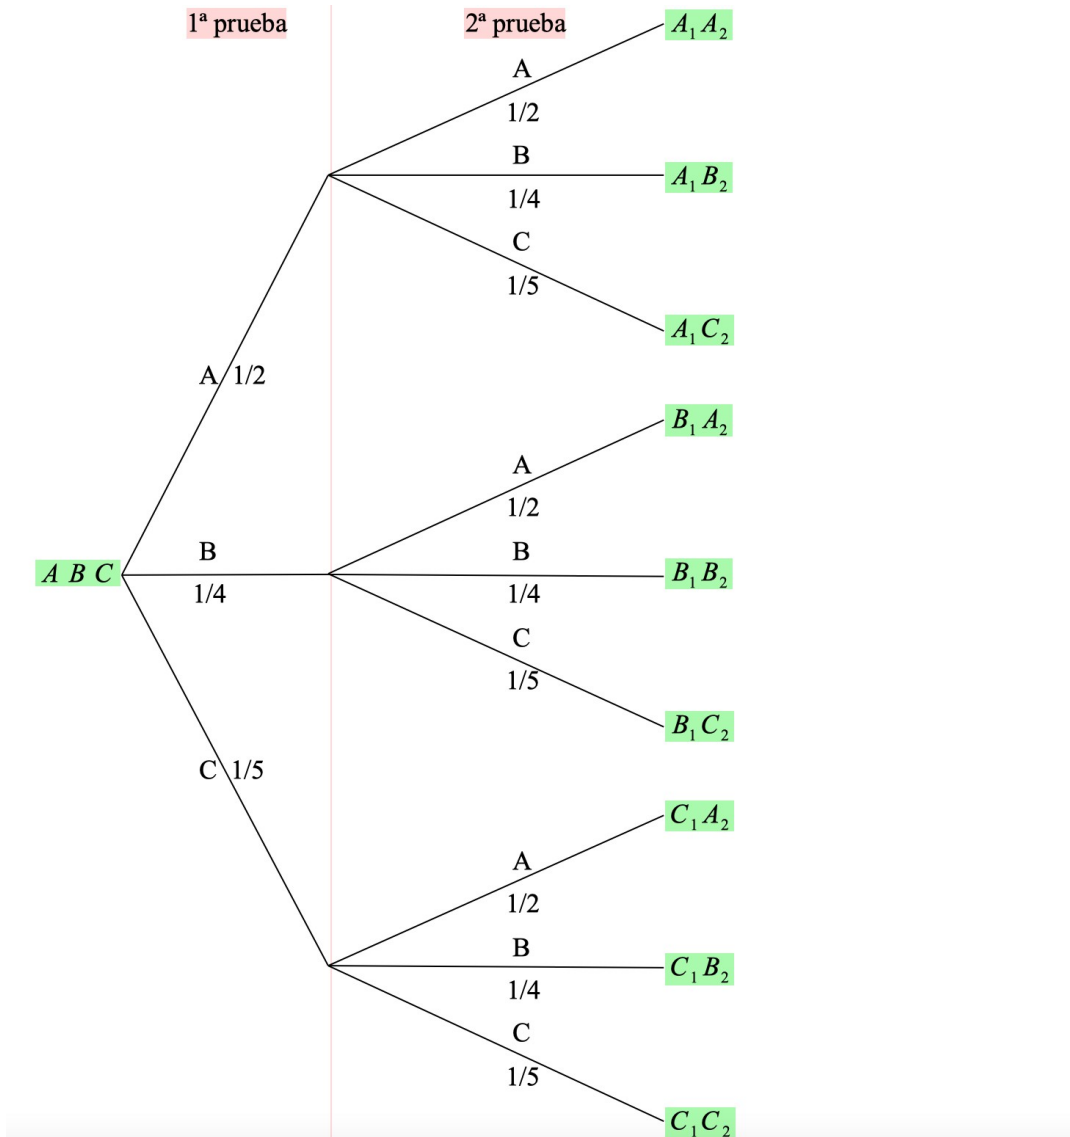 1ª prueba
2ª prueba
A₁ A₂
A
1/2
B
A₁ B₂
1/4
C
1/5
A₁ C₂
A 1/2
B₁ A₂
A
1/2
B
B
A B C
B₁ B₂
1/4
1/4
C
1/5
B₁ C₂
C 1/5
C₁ A₂
A
1/2
B
C₁ B₂
1/4
C
1/5
C₁ C₂